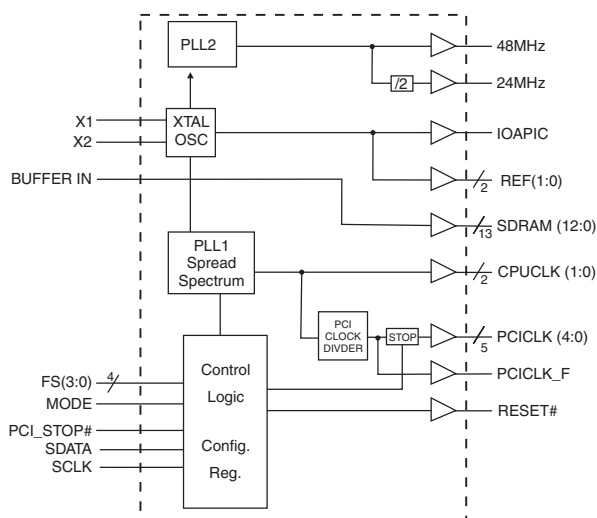 PLL2
48MHz
/2
24MHz
X1
X2
XTAL
OSC
IOAPIC
BUFFER IN
2
REF(1:0)
13
SDRAM (12:0)
PLL1
Spread
Spectrum
2
CPUCLK (1:0)
PCI
CLOCK
DIVDER
STOP
5
PCICLK (4:0)
PCICLK_F
Control
Logic
Config.
Reg.
FS(3:0)
4
MODE
PCI_STOP#
SDATA
SCLK
RESET#